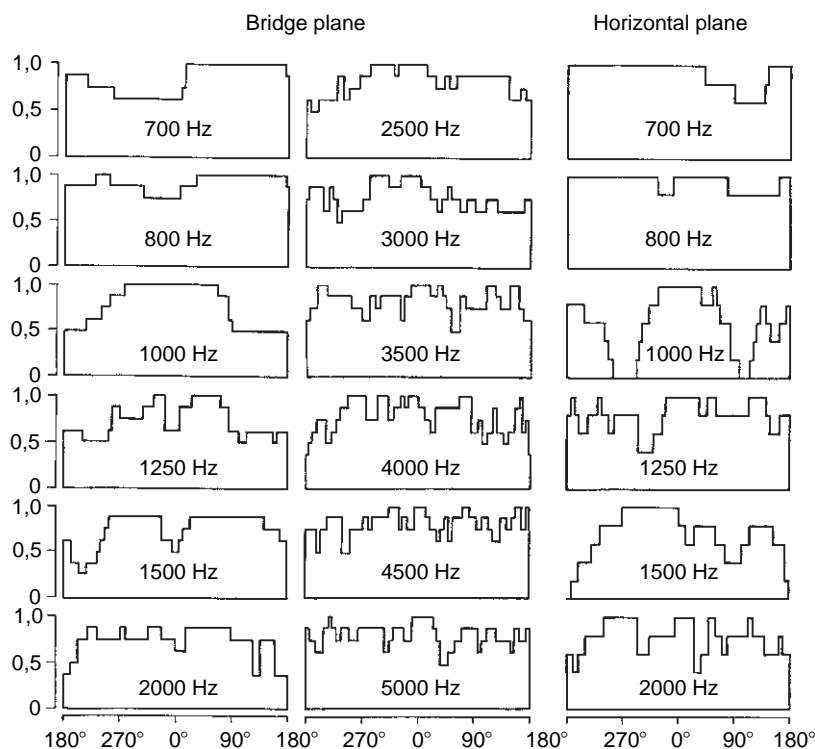 Bridge plane Horizontal plane
1,0
0,5
0
700 Hz 2500 Hz 700 Hz
1,0
0,5
0
800 Hz 3000 Hz 800 Hz
1,0
0,5
0
1000 Hz 3500 Hz 1000 Hz
1,0
0,5
0
1250 Hz 4000 Hz 1250 Hz
1,0
0,5
0
1500 Hz 4500 Hz 1500 Hz
1,0
0,5
0
2000 Hz 5000 Hz 2000 Hz
180° 270° 0° 90° 180° 270° 0° 90° 180° 270° 0° 90° 180°